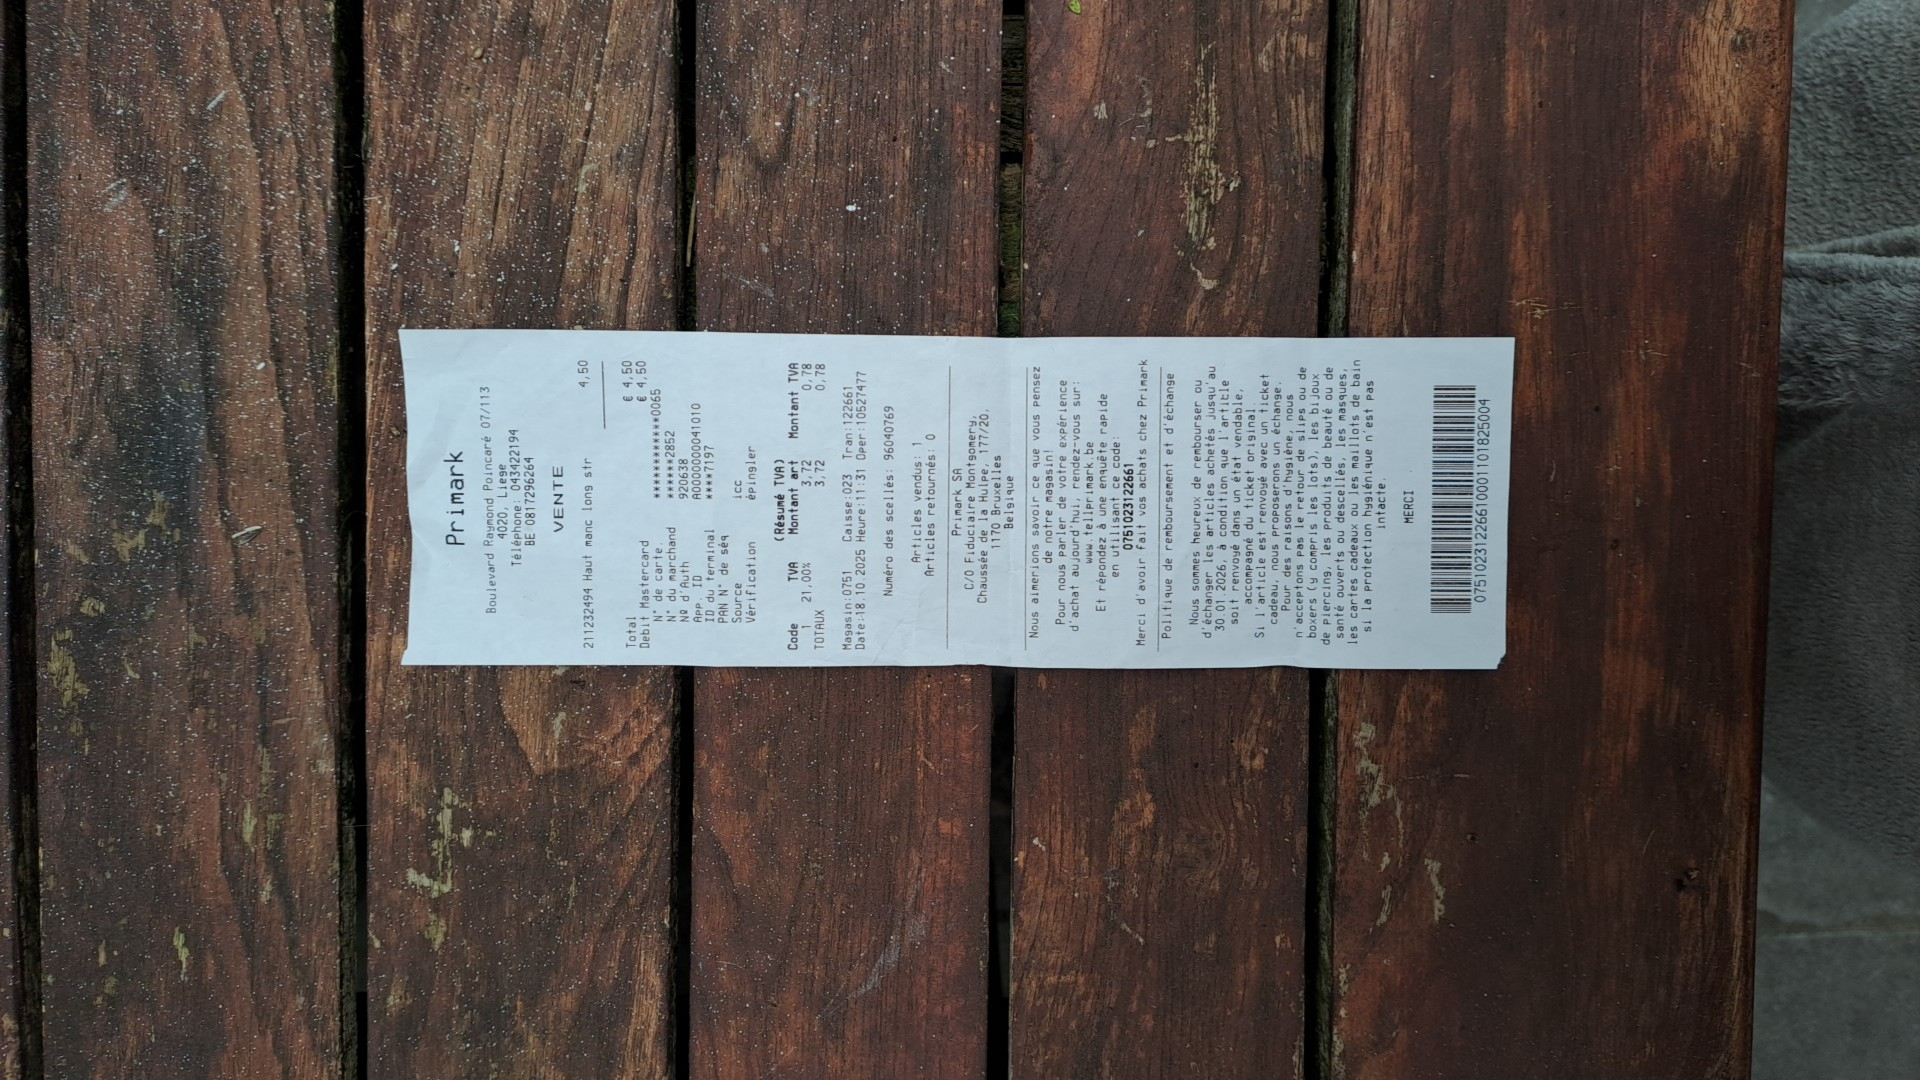 Primark
Boulevard Raymond Poincaré 07/113
4020, Liege
Téléphone: 043422194
BE 0817296264
VENTE
211232494 Haut manc long str 4,50
Total € 4,50
Debit Mastercard € 4,50
N° de carte. ***************0065
N° du marchand ******2852
Nº d'Auth 920638
App. ID A0000000041010
ID du terminal ****7197
PAN N° de séq
Source icc
Vérification épingler
(Résumé TVA)
Code TVA Montant art Montant TVA
1 21,00% 3,72 0,78
TOTAUX 3,72 0,78
Magasin:0751 Caisse:023 Tran:122661
Date:18.10.2025 Heure:11:31 Oper:10527477
Numéro des scellés: 96040769
Articles vendus: 1
Articles retournés: 0
Primark SA
C/O Fiduciaire Montgomery,
Chaussée de la Hulpe, 177/20,
1170 Bruxelles
Belgique
Nous aimerions savoir ce que vous pensez
de notre magasin!
Pour nous parler de votre expérience
d'achat aujourd'hui, rendez-vous sur:
www.tellprimark.be
Et répondez à une enquête rapide
en utilisant ce code:
0751023122661
Merci d'avoir fait vos achats chez Primark
Politique de remboursement et d'échange
Nous sommes heureux de rembourser ou
d'échanger les articles achetés jusqu'au
30.01.2026, à condition que l'article
soit renvoyé dans un état vendable,
accompagné du ticket original.
Si l'article est renvoyé avec un ticket
cadeau, nous proposerons un échange.
Pour des raisons d'hygiène, nous
n'acceptons pas le retour de slips ou de
boxers (y compris les lots), les bijoux
de piercings, les produits de beauté ou de
santé ouverts ou descellés, les masques,
les cartes cadeaux ou les maillots de bain
si la protection hygiénique n'est pas
intacte.
MERCI
07510231226610001101825004